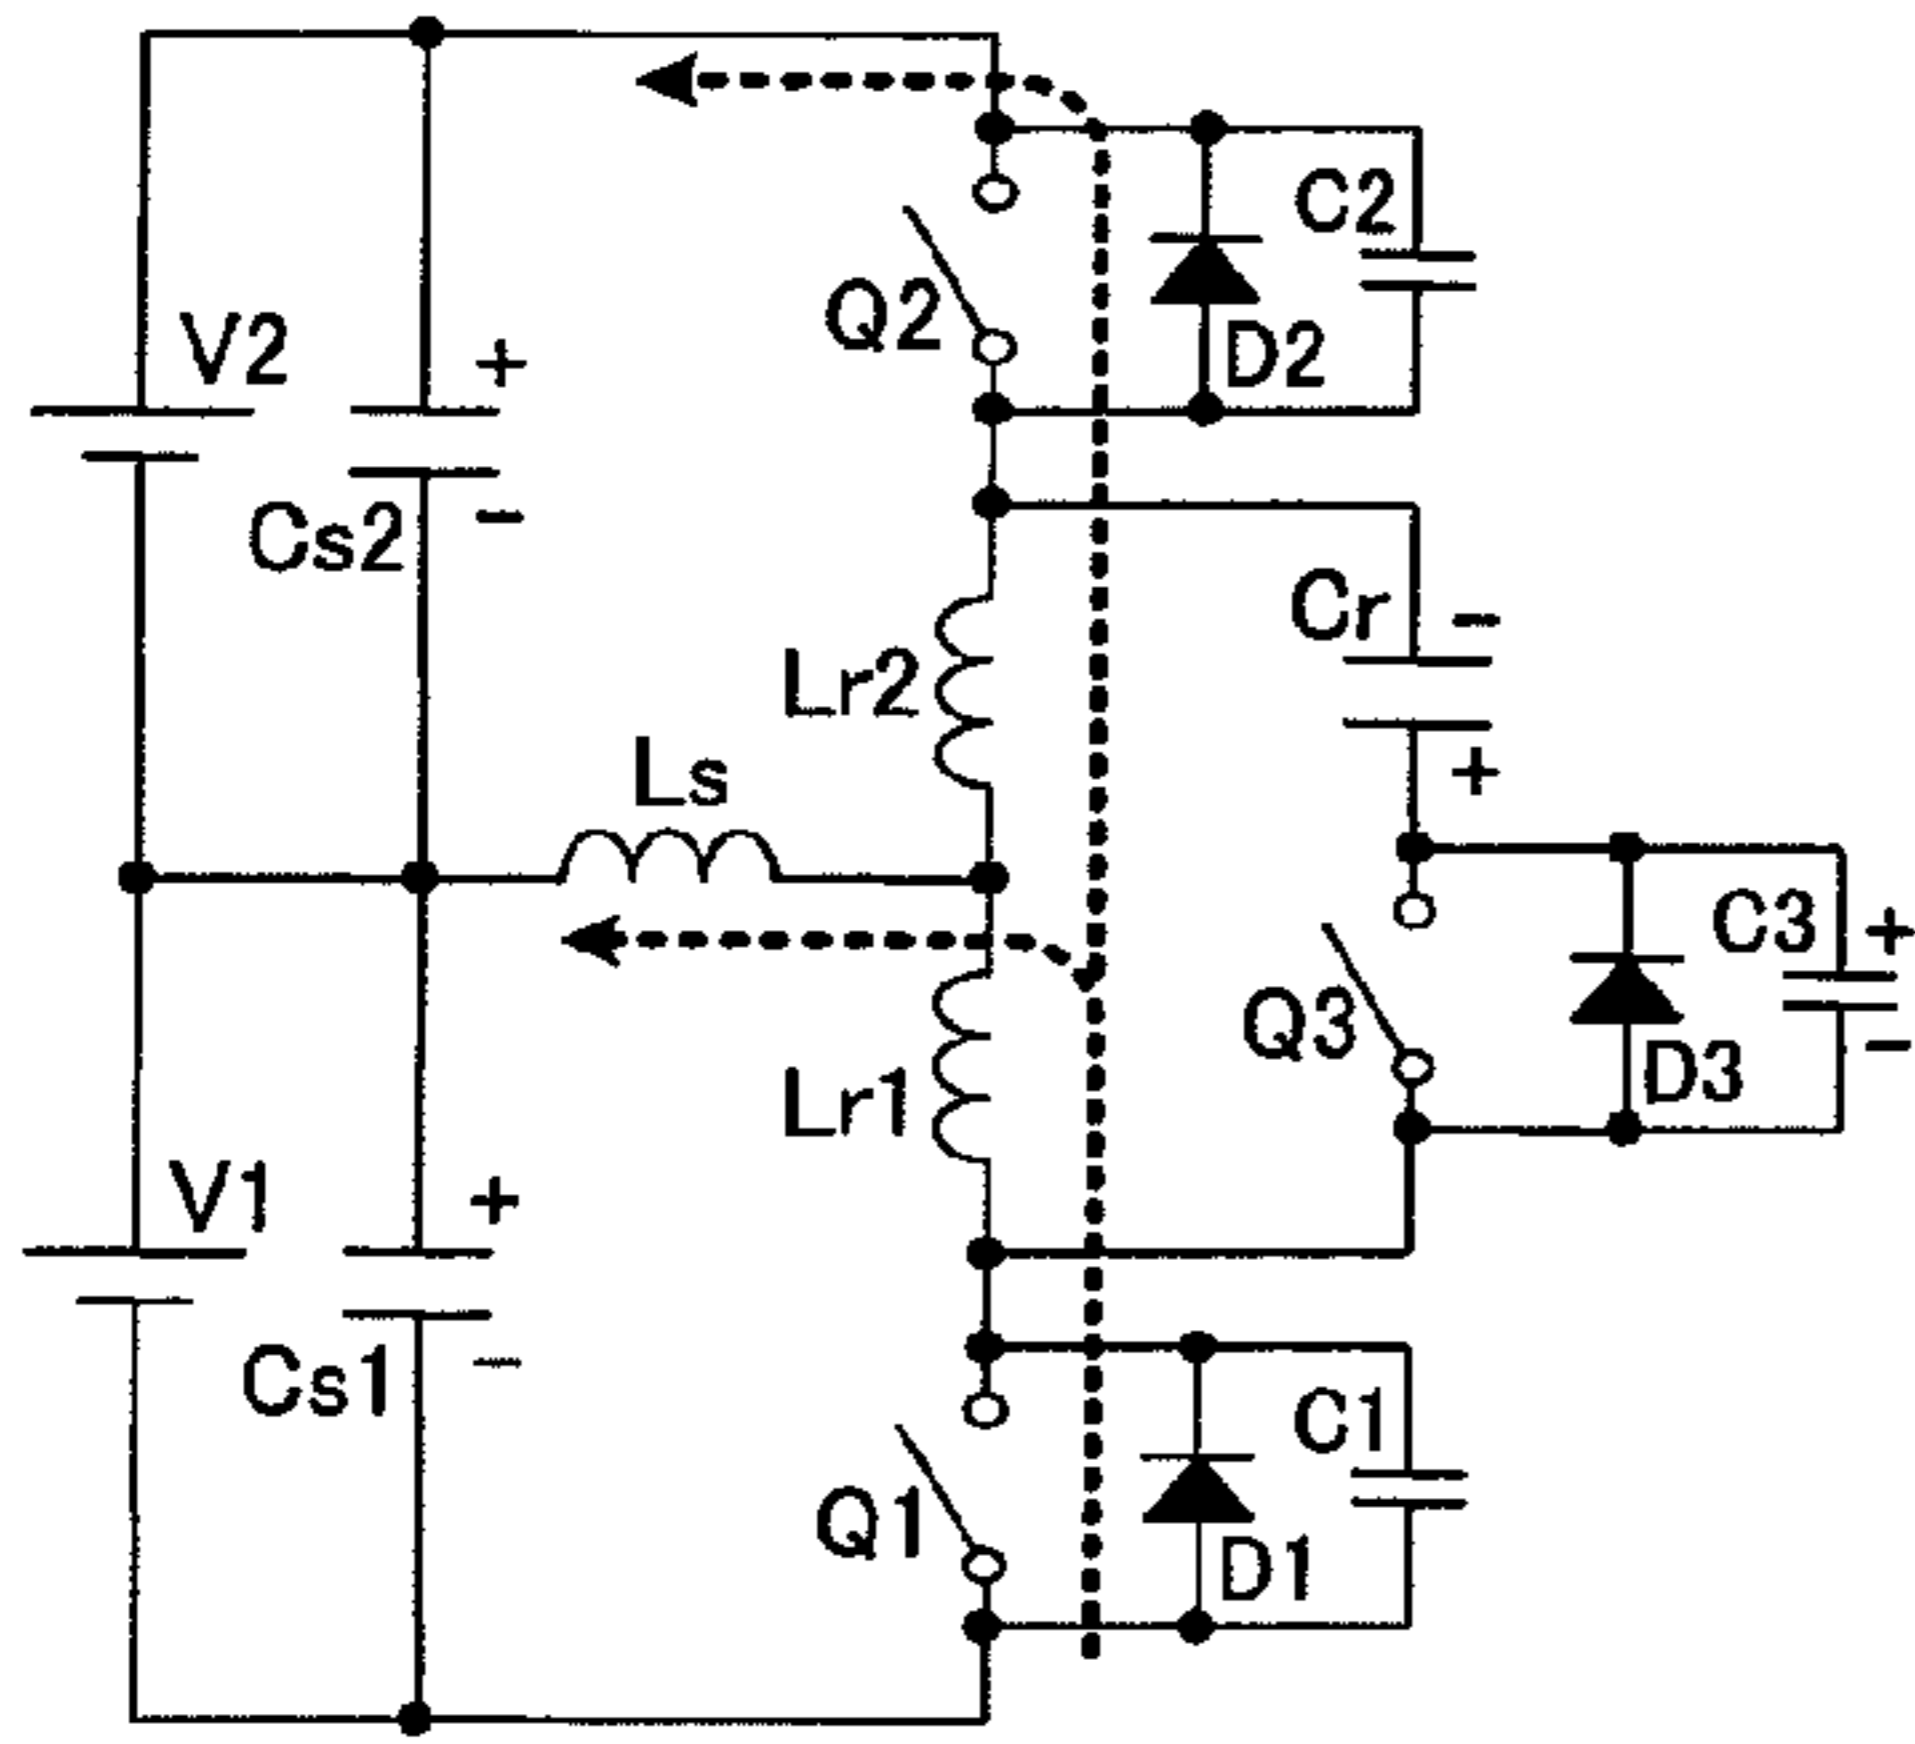 C2
Q2
D2
V2
+
Cs2
-
Cr
-
Lr2
Ls
+
C3
+
Q3
D3
-
Lr1
V1
+
Cs1
-
C1
Q1
D1